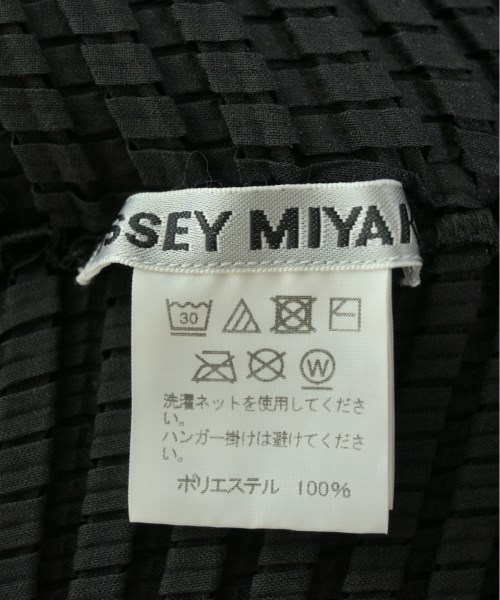 SSEY MIYAK
30
W
洗濯ネットを使用してくださ
い。
ハンガー掛けは避けてくださ
い。
ポリエステル 100%